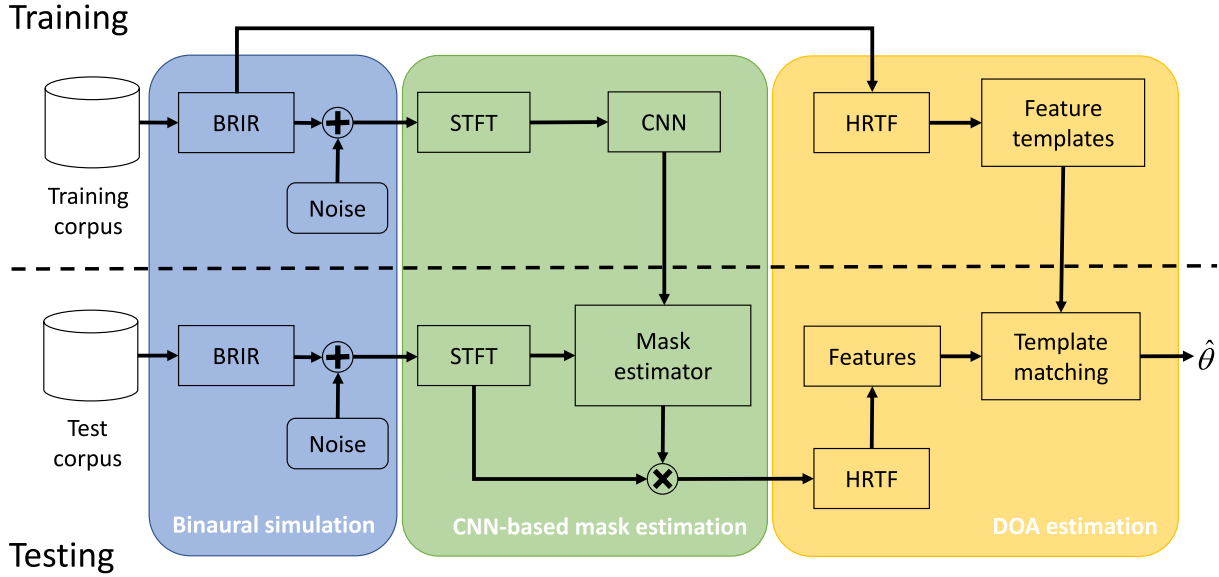 Training
Training
corpus
BRIR
+
Noise
STFT
CNN
HRTF
Feature
templates
Test
corpus
BRIR
+
Noise
STFT
Mask
estimator
×
HRTF
Features
Template
matching
θ̂
Binaural simulation
CNN-based mask estimation
DOA estimation
Testing